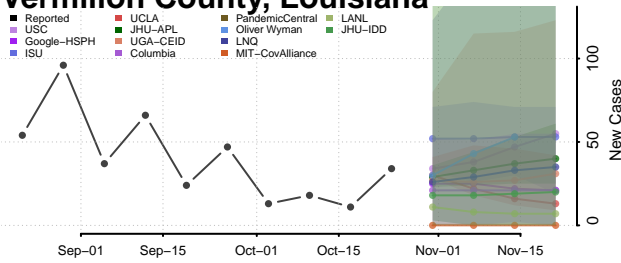 Vermilion County, Louisiana
Reported
USC
Google–HSPH
ISU
UCLA
JHU–APL
UGA–CEID
Columbia
PandemicCentral
Oliver Wyman
LNQ
MIT–CovAlliance
LANL
JHU–IDD
100
50
0
New Cases
Sep–01
Sep–15
Oct–01
Oct–15
Nov–01
Nov–15